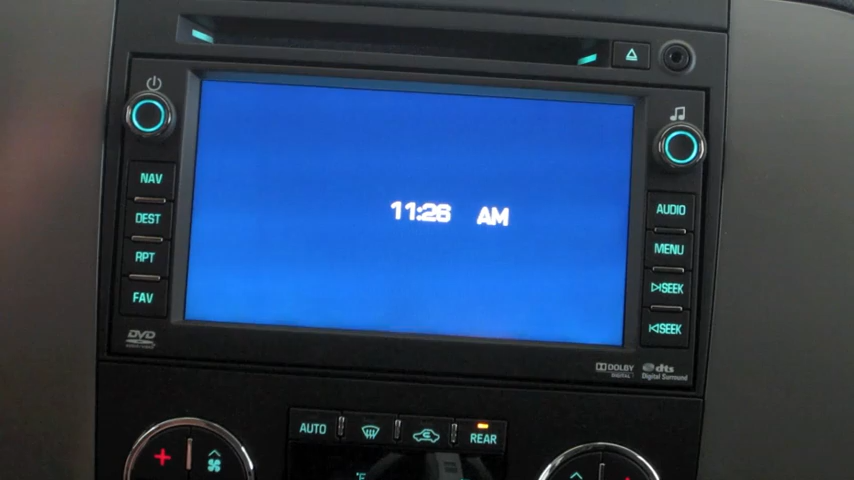 11:26 AM
NAV
DEST
RPT
FAV
AUDIO
MENU
SEEK
SEEK
DVD
DOLBY
DIGITAL
dts
Digital Surround
AUTO
REAR